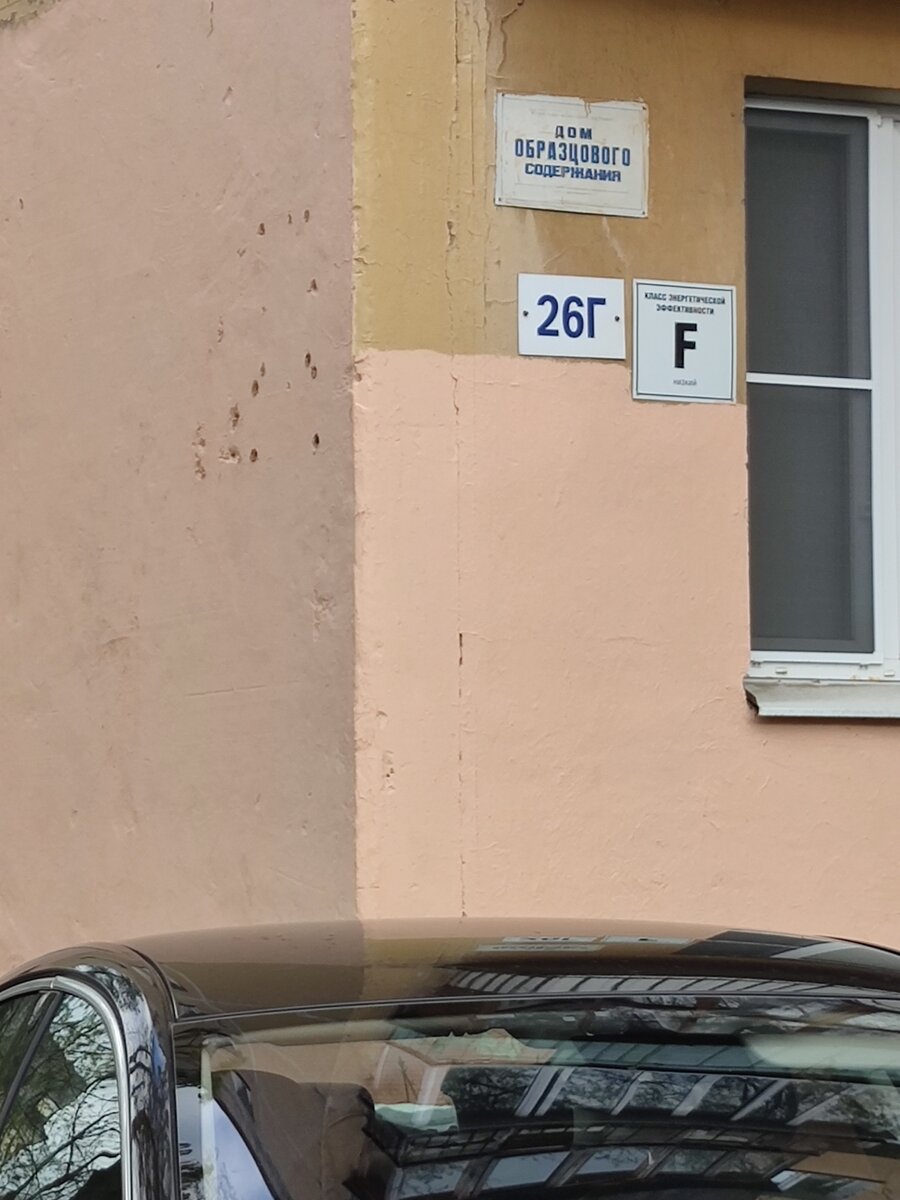 ДОМ
ОБРАЗЦОВОГО
СОДЕРЖАНИЯ
26Г
КЛАСС ЭНЕРГЕТИЧЕСКОЙ
ЭФФЕКТИВНОСТИ
F
НИЗКИЙ